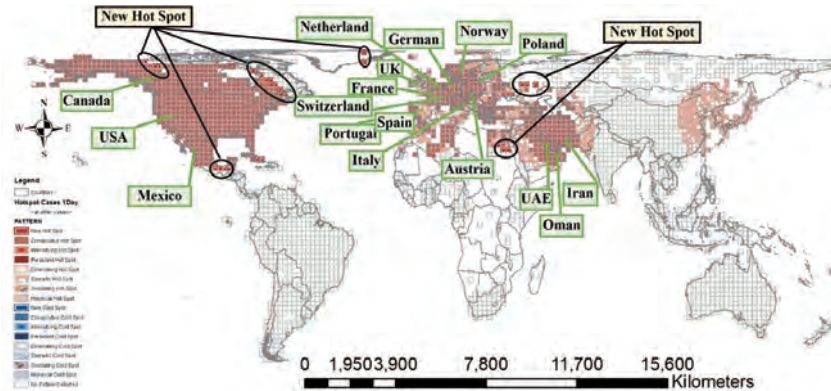 New Hot Spot
Netherland
German
Norway
Poland
New Hot Spot
UK
France
Switzerland
Portugal
Spain
Italy
Austria
UAE
Oman
Iran
Canada
USA
Mexico
W
E
Legend
Hotspot Cases 1Day
PATTERN
New Hot Spot
Consecutive Hot Spot
Intensifying Hot Spot
Persistent Hot Spot
Diminishing Hot Spot
Sporadic Hot Spot
Oscillating Hot Spot
Historical Hot Spot
New Cold Spot
Consecutive Cold Spot
Intensifying Cold Spot
Persistent Cold Spot
Diminishing Cold Spot
Sporadic Cold Spot
Oscillating Cold Spot
Historical Cold Spot
No Pattern Detected
0 1,950 3,900 7,800 11,700 15,600
Kilometers